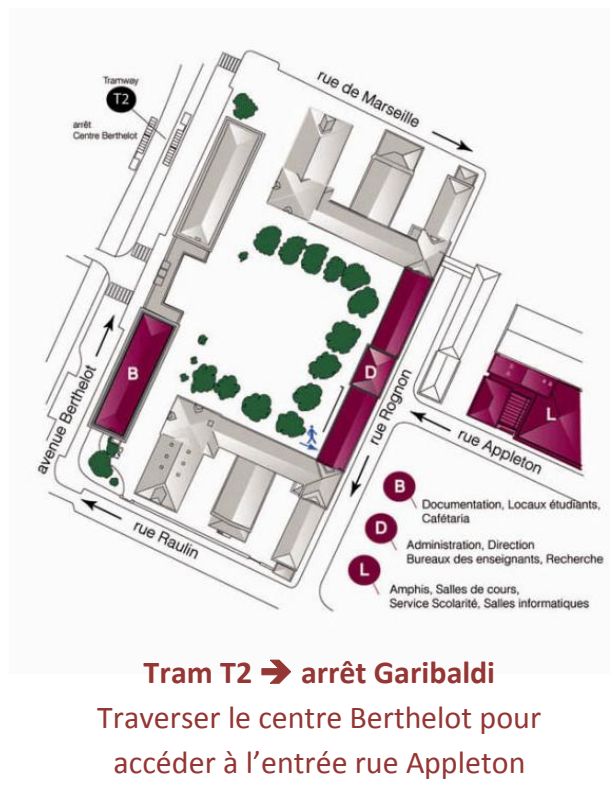 Tramway
T2
arrêt
Centre Berthelot
rue de Marseille
B
avenue Berthelot
D
rue Rognon
L
rue Appleton
rue Raulin
B
Documentation, Locaux étudiants,
Cafétaria
D
Administration, Direction
Bureaux des enseignants, Recherche
L
Amphis, Salles de cours,
Service Scolarité, Salles informatiques
Tram T2 ➔ arrêt Garibaldi
Traverser le centre Berthelot pour
accéder à l’entrée rue Appleton